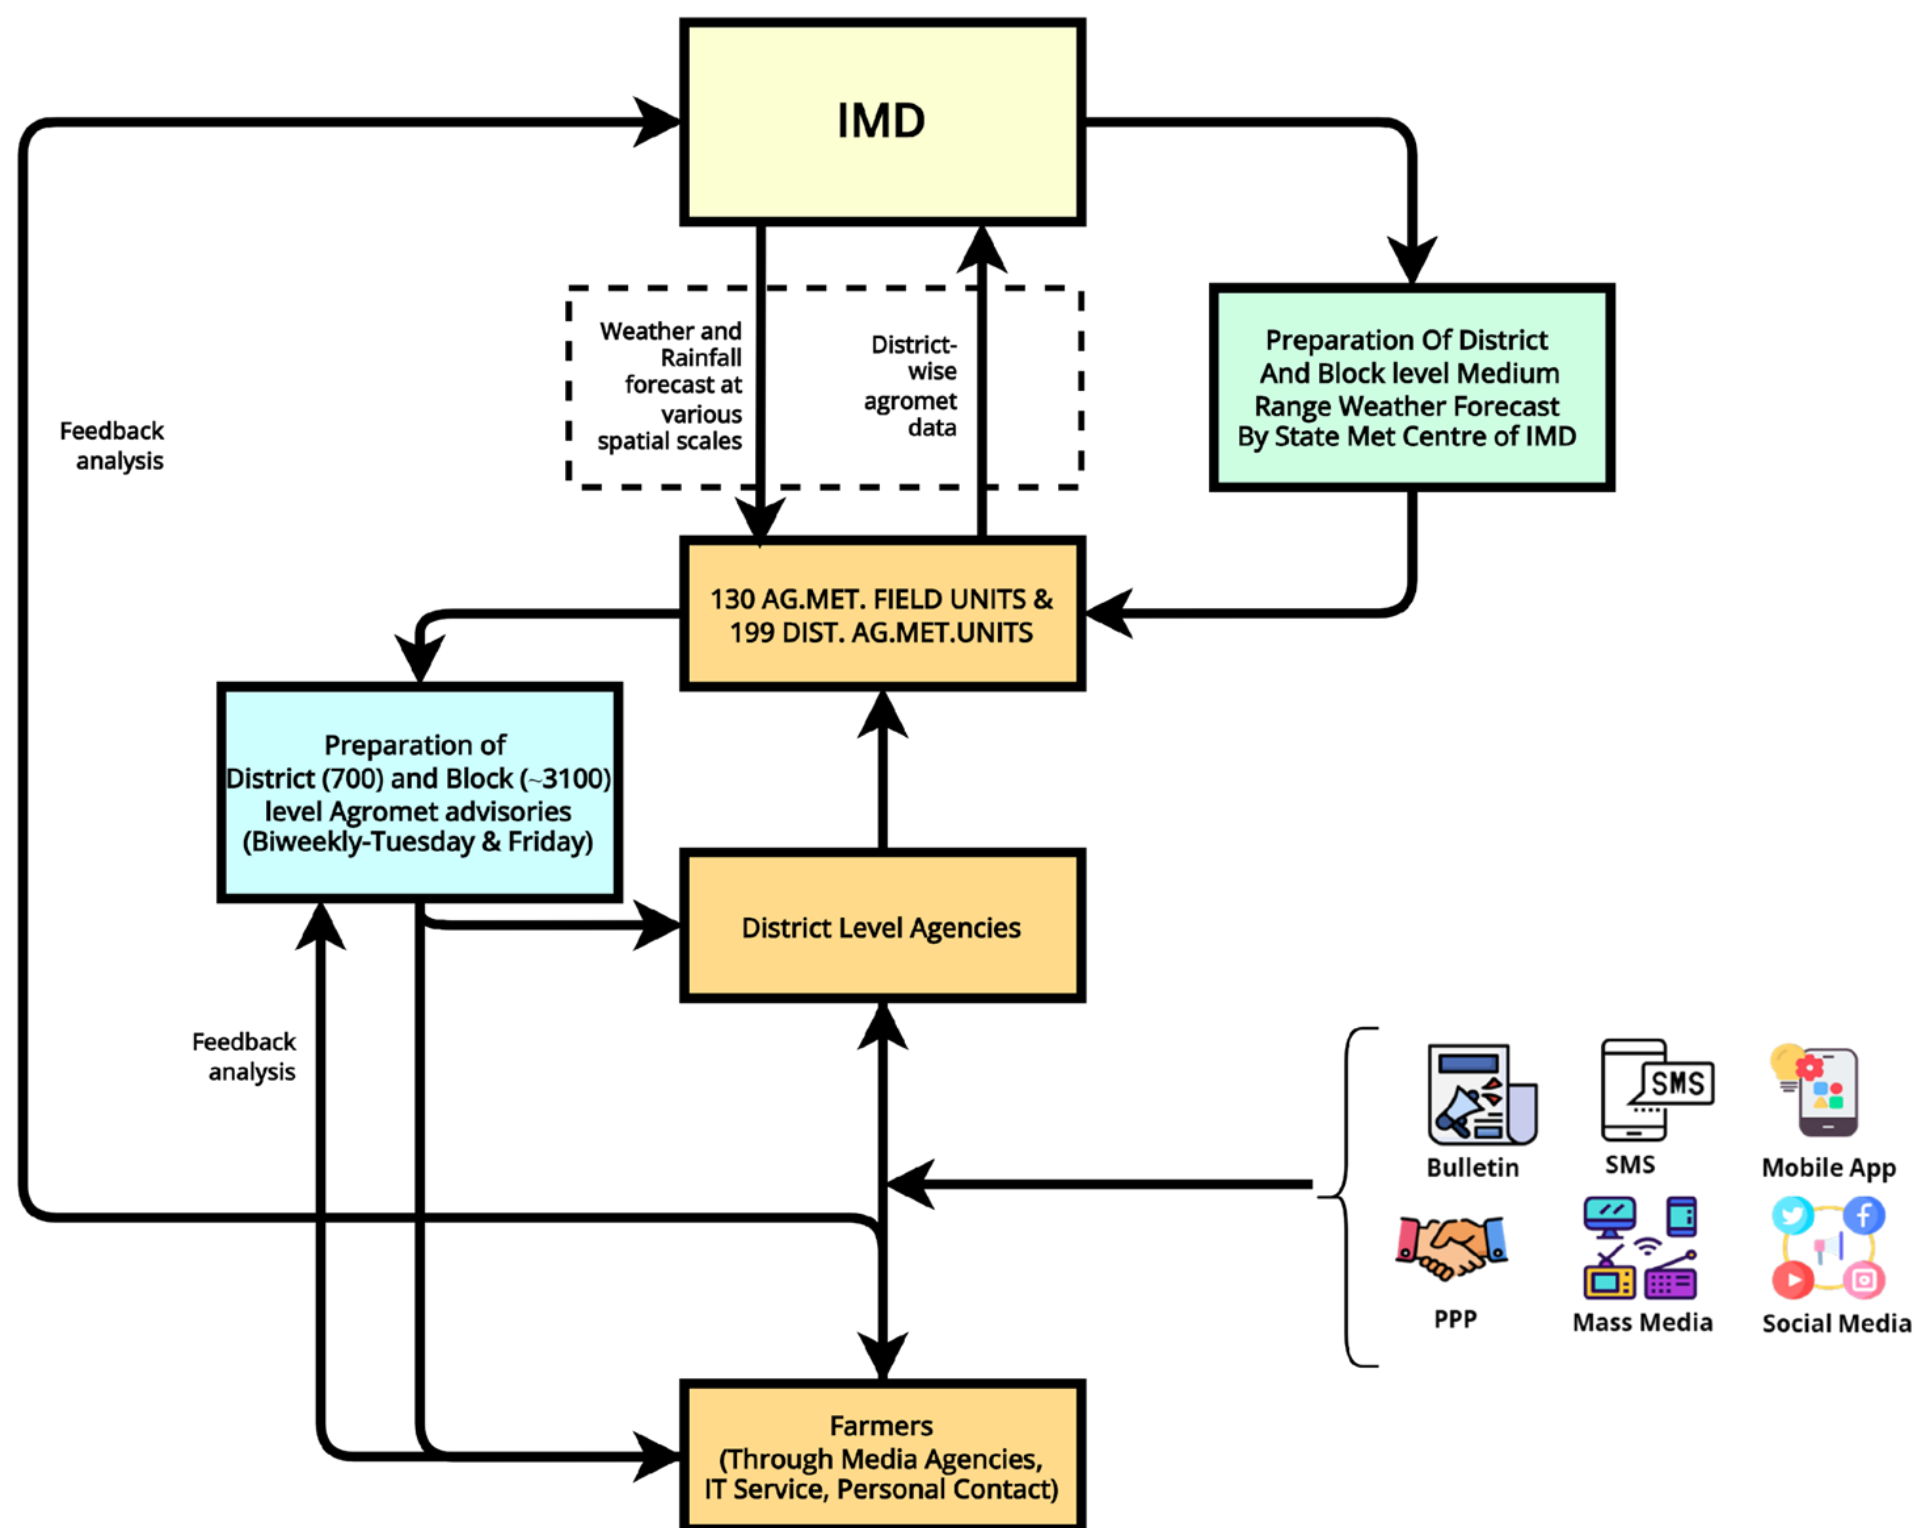 IMD
Weather and
Rainfall
forecast at
various
spatial scales
District-
wise
agromet
data
Preparation Of District
And Block level Medium
Range Weather Forecast
By State Met Centre of IMD
Feedback
analysis
130 AG.MET. FIELD UNITS &
199 DIST. AG.MET.UNITS
Preparation of
District (700) and Block (~3100)
level Agromet advisories
(Biweekly-Tuesday & Friday)
District Level Agencies
Feedback
analysis
SMS
Bulletin
SMS
Mobile App
PPP
Mass Media
Social Media
Farmers
(Through Media Agencies,
IT Service, Personal Contact)